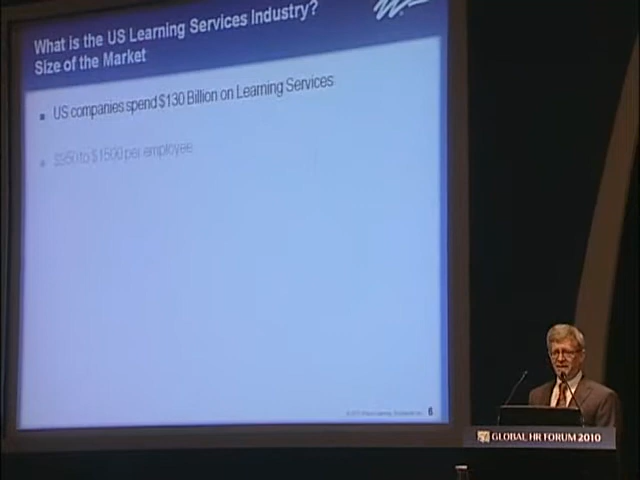 What is the US Learning Services Industry?
Size of the Market
▪ US companies spend $130 Billion on Learning Services
▪ $950 to $1500 per employee
6
GLOBAL HR FORUM 2010